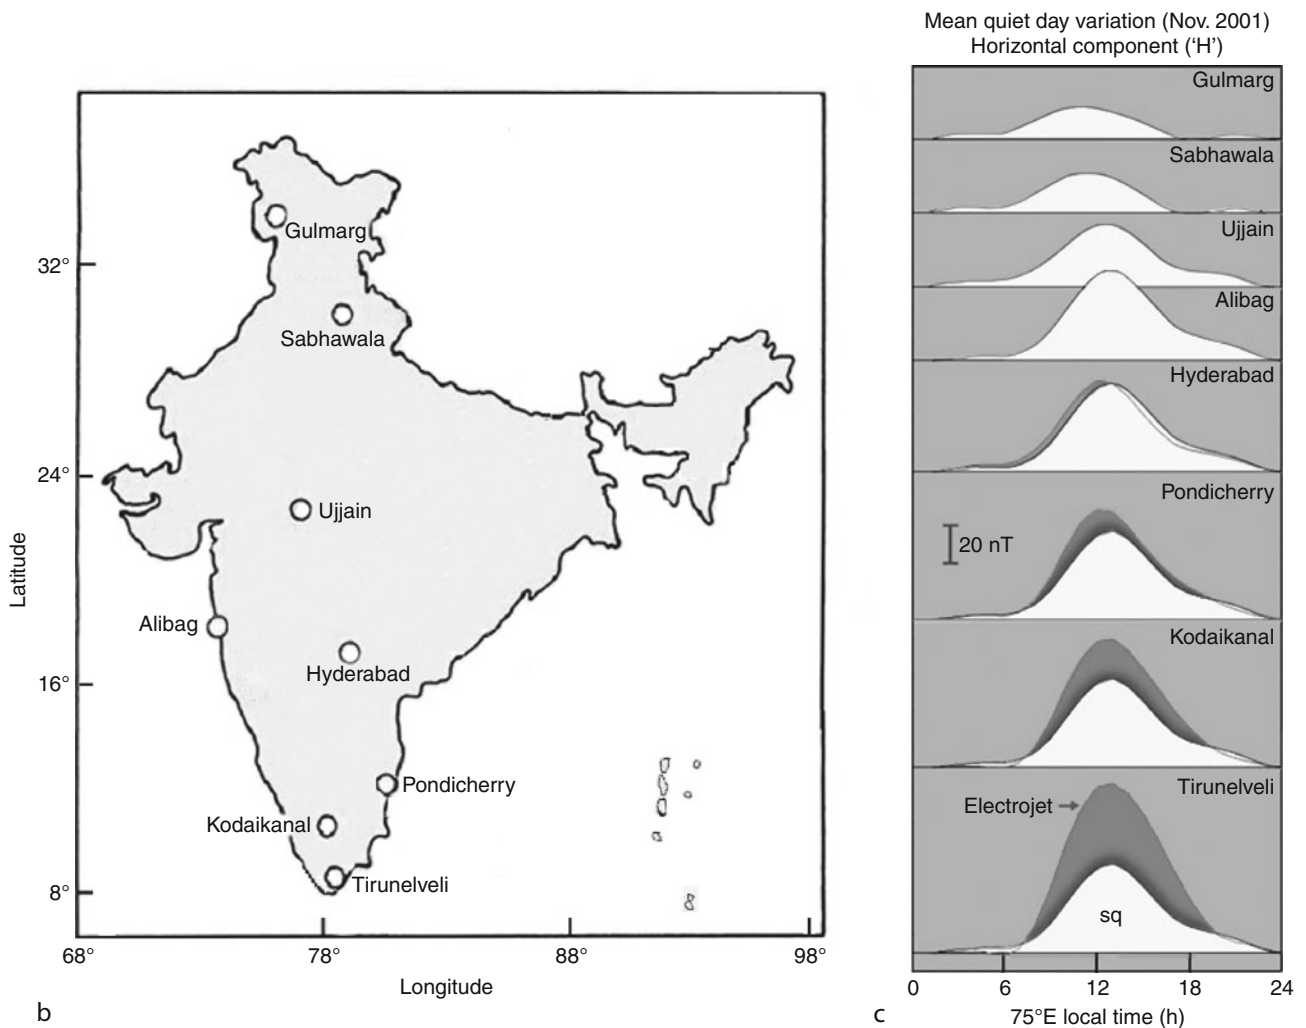 Mean quiet day variation (Nov. 2001)
Horizontal component (‘H’)
Latitude
32°
24°
16°
8°
Gulmarg
Sabhawala
Ujjain
Alibag
Hyderabad
Pondicherry
Kodaikanal
Tirunelveli
68°
78°
88°
98°
Longitude
b
Gulmarg
Sabhawala
Ujjain
Alibag
Hyderabad
Pondicherry
20 nT
Kodaikanal
Tirunelveli
Electrojet
sq
0
6
12
18
24
75°E local time (h)
c